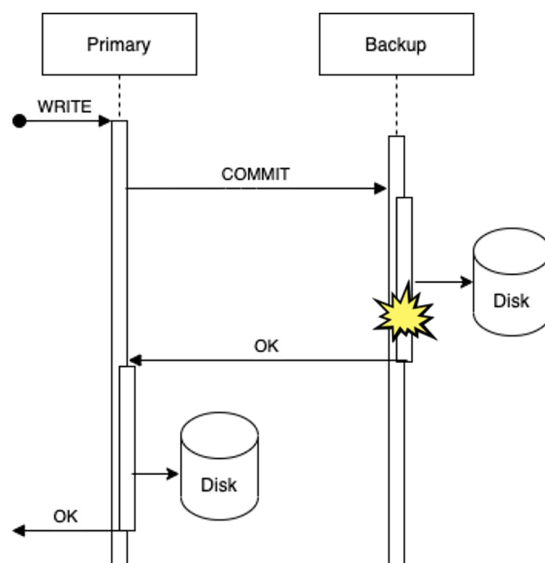 Primary
Backup
WRITE
COMMIT
Disk
OK
Disk
OK